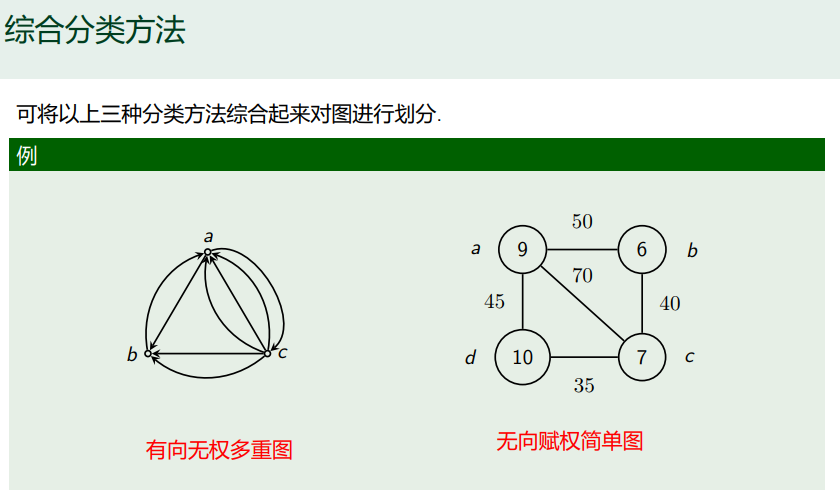 综合分类方法
可将以上三种分类方法综合起来对图进行划分.
例
a
b
c
有向无权多重图
50
a 9 6 b
70
45 40
d 10 7 c
35
无向赋权简单图